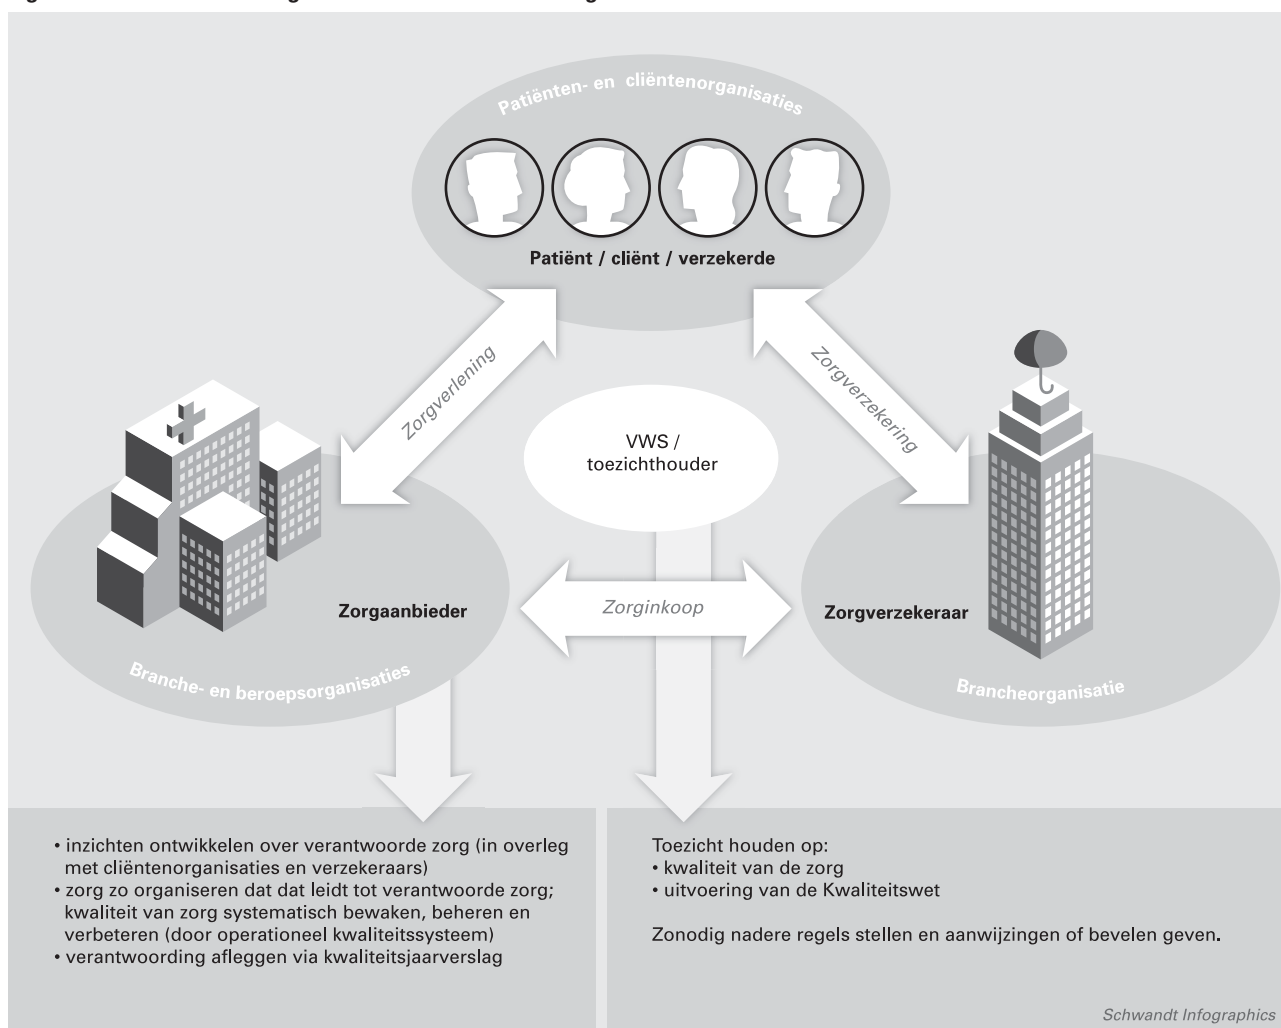 Patiënten- en cliëntenorganisaties
Patiënt / cliënt / verzekerde
Zorgverlening
Zorgverzekering
VWS /
toezichthouder
Zorginkoop
Zorgaanbieder
Zorgverzekeraar
Branche- en beroepsorganisaties
Brancheorganisatie
• inzichten ontwikkelen over verantwoorde zorg (in overleg
met cliëntenorganisaties en verzekeraars)
• zorg zo organiseren dat dat leidt tot verantwoorde zorg;
kwaliteit van zorg systematisch bewaken, beheren en
verbeteren (door operationeel kwaliteitssysteem)
• verantwoording afleggen via kwaliteitsjaarverslag
Toezicht houden op:
• kwaliteit van de zorg
• uitvoering van de Kwaliteitswet
Zonodig nadere regels stellen en aanwijzingen of bevelen geven.
Schwandt Infographics